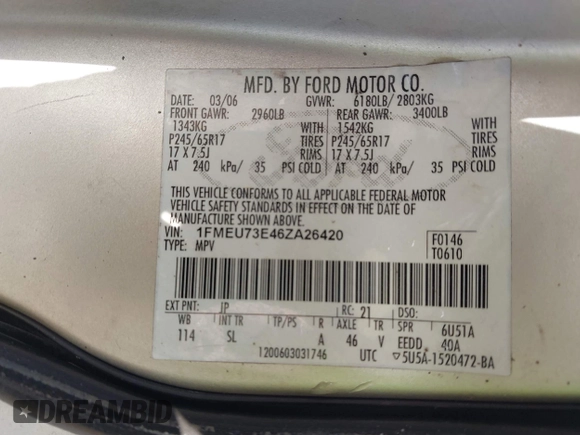 MFD. BY FORD MOTOR CO.
DATE: 03/06 GVWR: 6180LB/ 2803KG
FRONT GAWR: 2960LB REAR GAWR: 3400LB
1343KG WITH 1542KG WITH
P245/65R17 TIRES P245/65R17 TIRES
17 X 7.5J RIMS 17 X 7.5J RIMS
AT 240 kPa/ 35 PSI COLD AT 240 kPa/ 35 PSI COLD
THIS VEHICLE CONFORMS TO ALL APPLICABLE FEDERAL MOTOR
VEHICLE SAFETY STANDARDS IN EFFECT ON THE DATE OF
MANUFACTURE SHOWN ABOVE.
VIN: 1FMEU73E46ZA26420
TYPE: MPV
F0146
T0610
EXT PNT: JP RC: 21 DSO:
WB INT TR TP/PS R AXLE TR SPR 6U51A
114 SL A 46 V EEDD 40A
1200603031746 UTC ▽5U5A-1520472-BA
DREAMBID